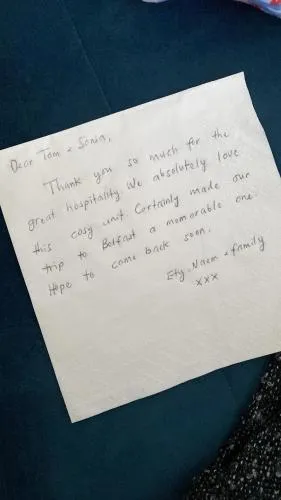 Dear Tom & Sonia,
Thank you so much for the
great hospitality. We absolutely love
this cosy unit. Certainly made our
trip to Belfast a memorable one.
Hope to come back soon.
Ety, Naem & family
xxx